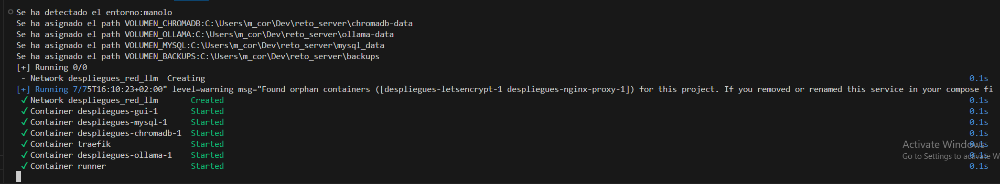 Se ha detectado el entorno:manolo
Se ha asignado el path VOLUMEN_CHROMADB:C:\Users\m_cor\Dev\reto_server\chromadb-data
Se ha asignado el path VOLUMEN_OLLAMA:C:\Users\m_cor\Dev\reto_server\ollama-data
Se ha asignado el path VOLUMEN_MYSQL:C:\Users\m_cor\Dev\reto_server\mysql_data
Se ha asignado el path VOLUMEN_BACKUPS:C:\Users\m_cor\Dev\reto_server\backups
[+] Running 0/0
- Network despliegues_red_llm  Creating 0.1s
[+] Running 7/75T16:10:23+02:00" level=warning msg="Found orphan containers ([despliegues-letsencrypt-1 despliegues-nginx-proxy-1]) for this project. If you removed or renamed this service in your compose fi
✔ Network despliegues_red_llm Created 0.1s
✔ Container despliegues-gui-1 Started 0.1s
✔ Container despliegues-mysql-1 Started 0.1s
✔ Container despliegues-chromadb-1 Started 0.1s
✔ Container traefik Started 0.1s
✔ Container despliegues-ollama-1 Started 0.1s
✔ Container runner Started 0.1s
Activate Windows
Go to Settings to activate W